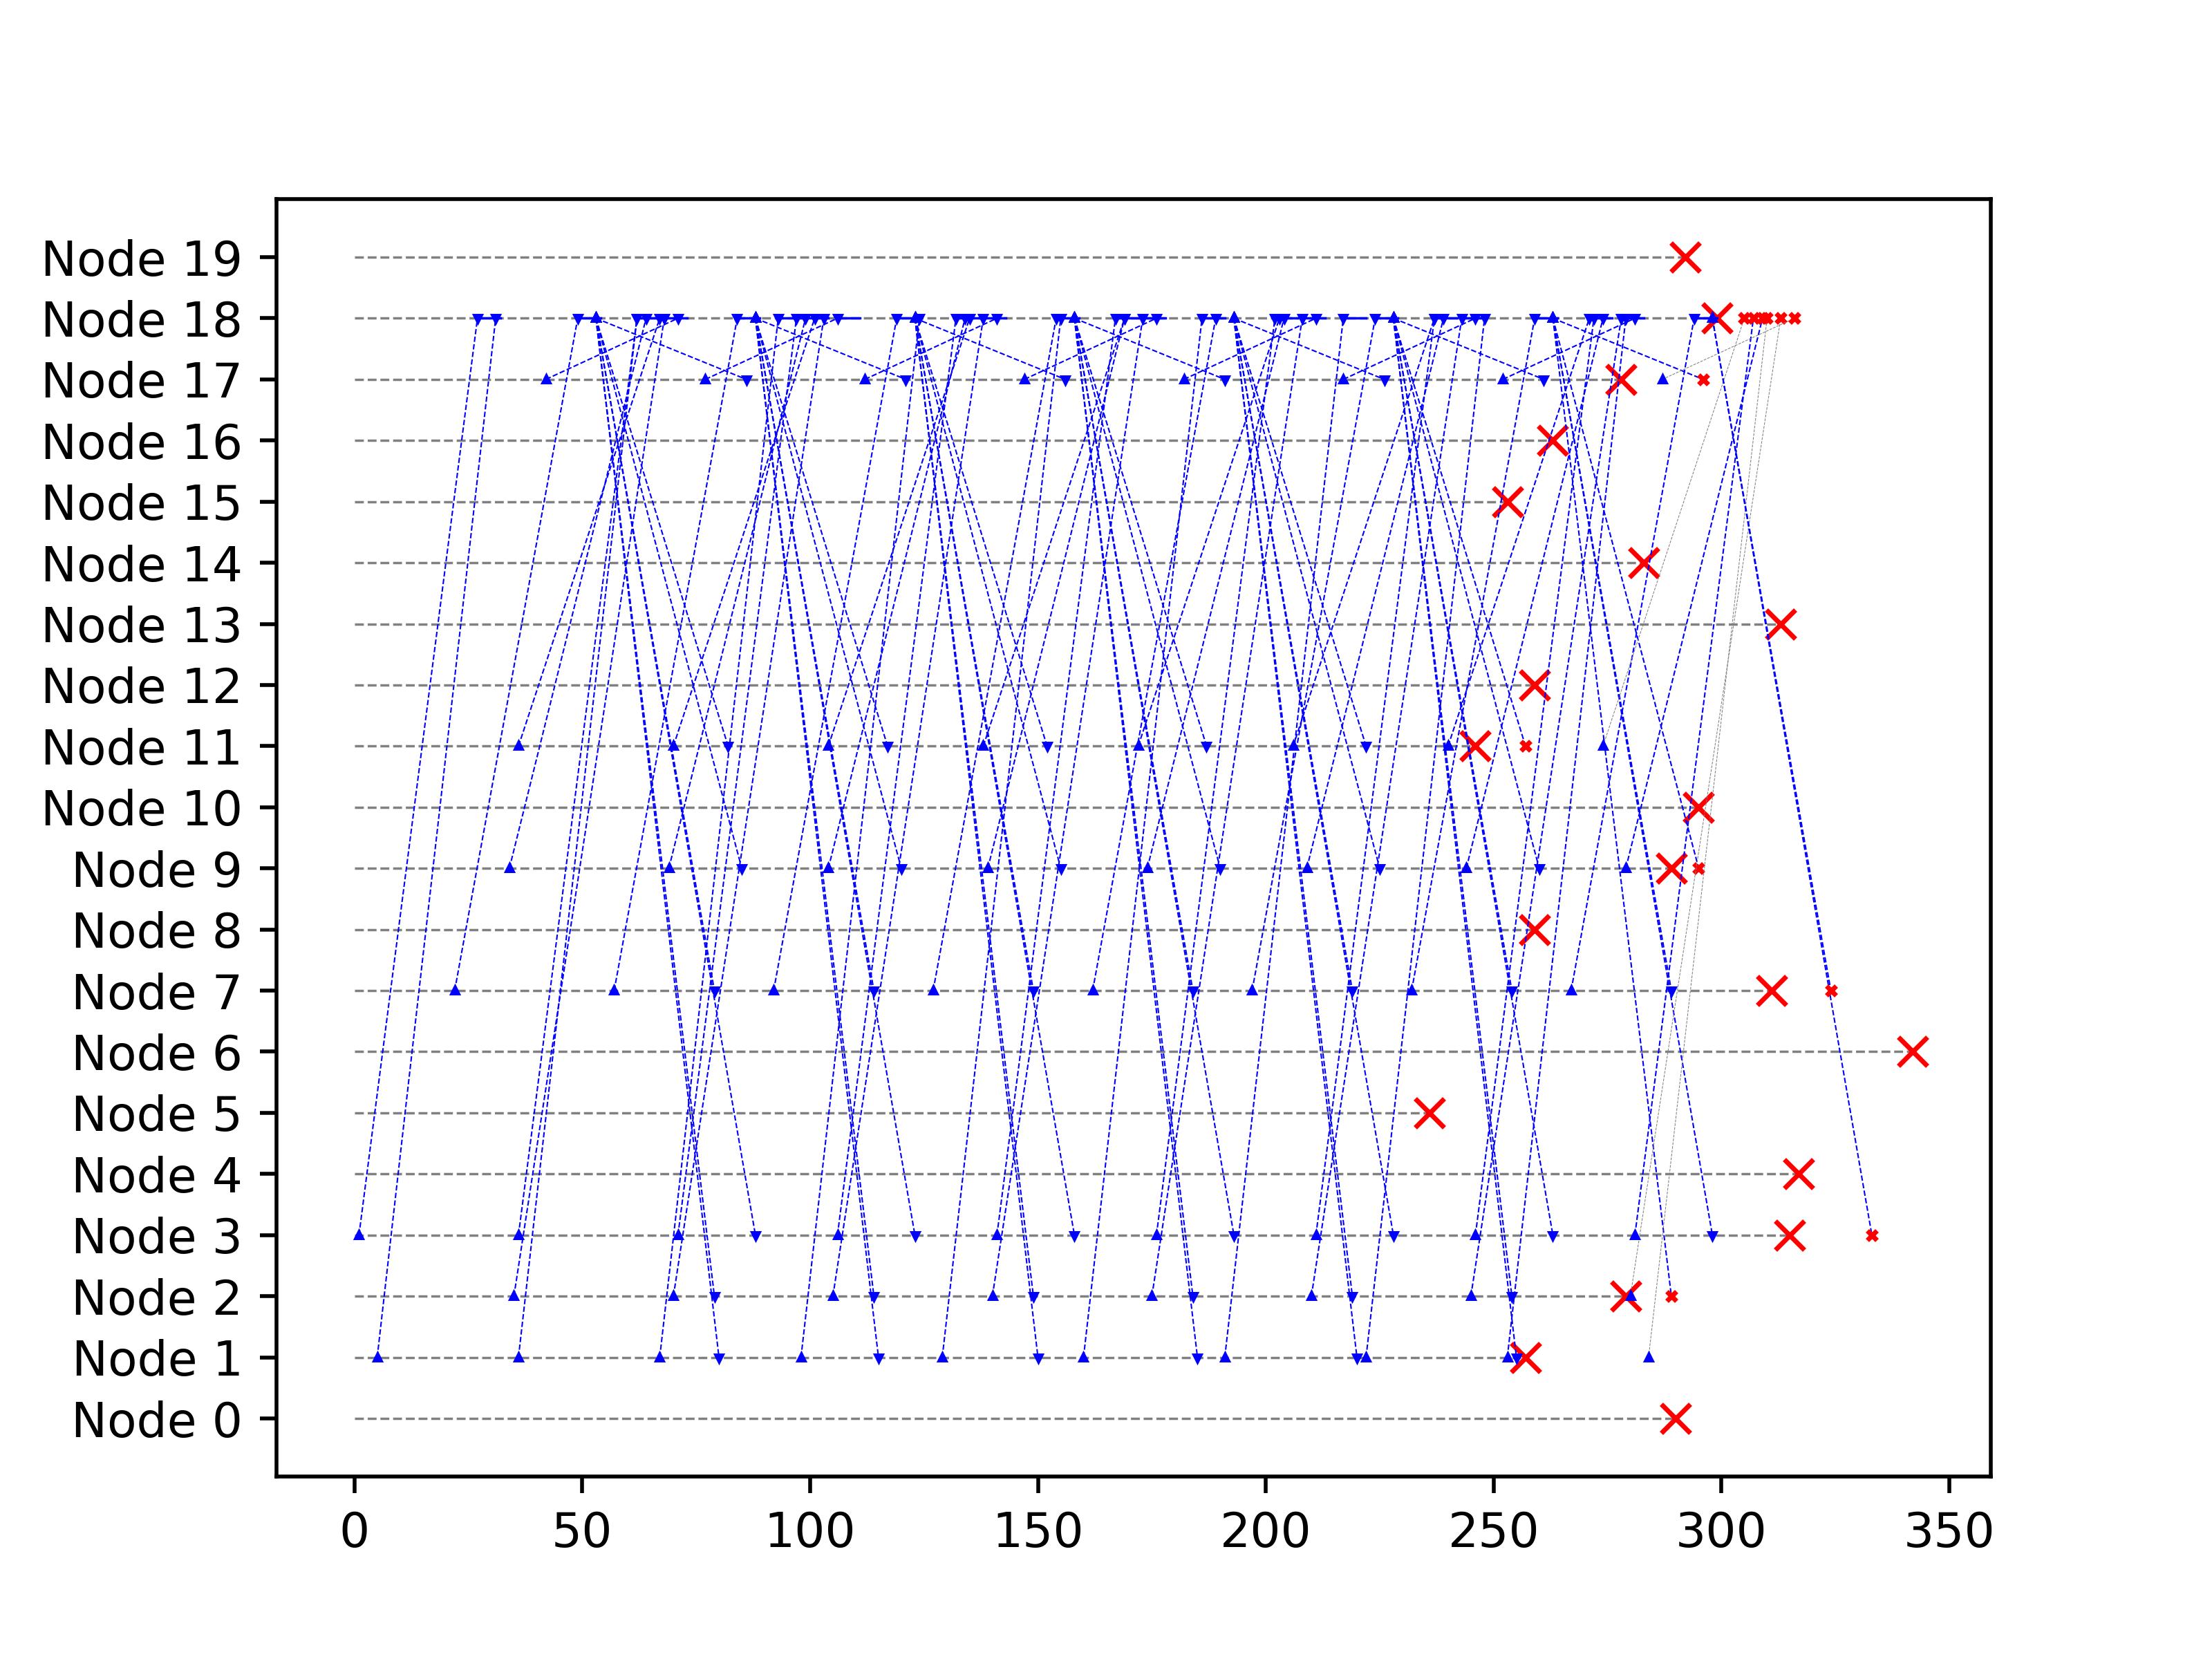 Node 19
Node 18
Node 17
Node 16
Node 15
Node 14
Node 13
Node 12
Node 11
Node 10
Node 9
Node 8
Node 7
Node 6
Node 5
Node 4
Node 3
Node 2
Node 1
Node 0
0 50 100 150 200 250 300 350